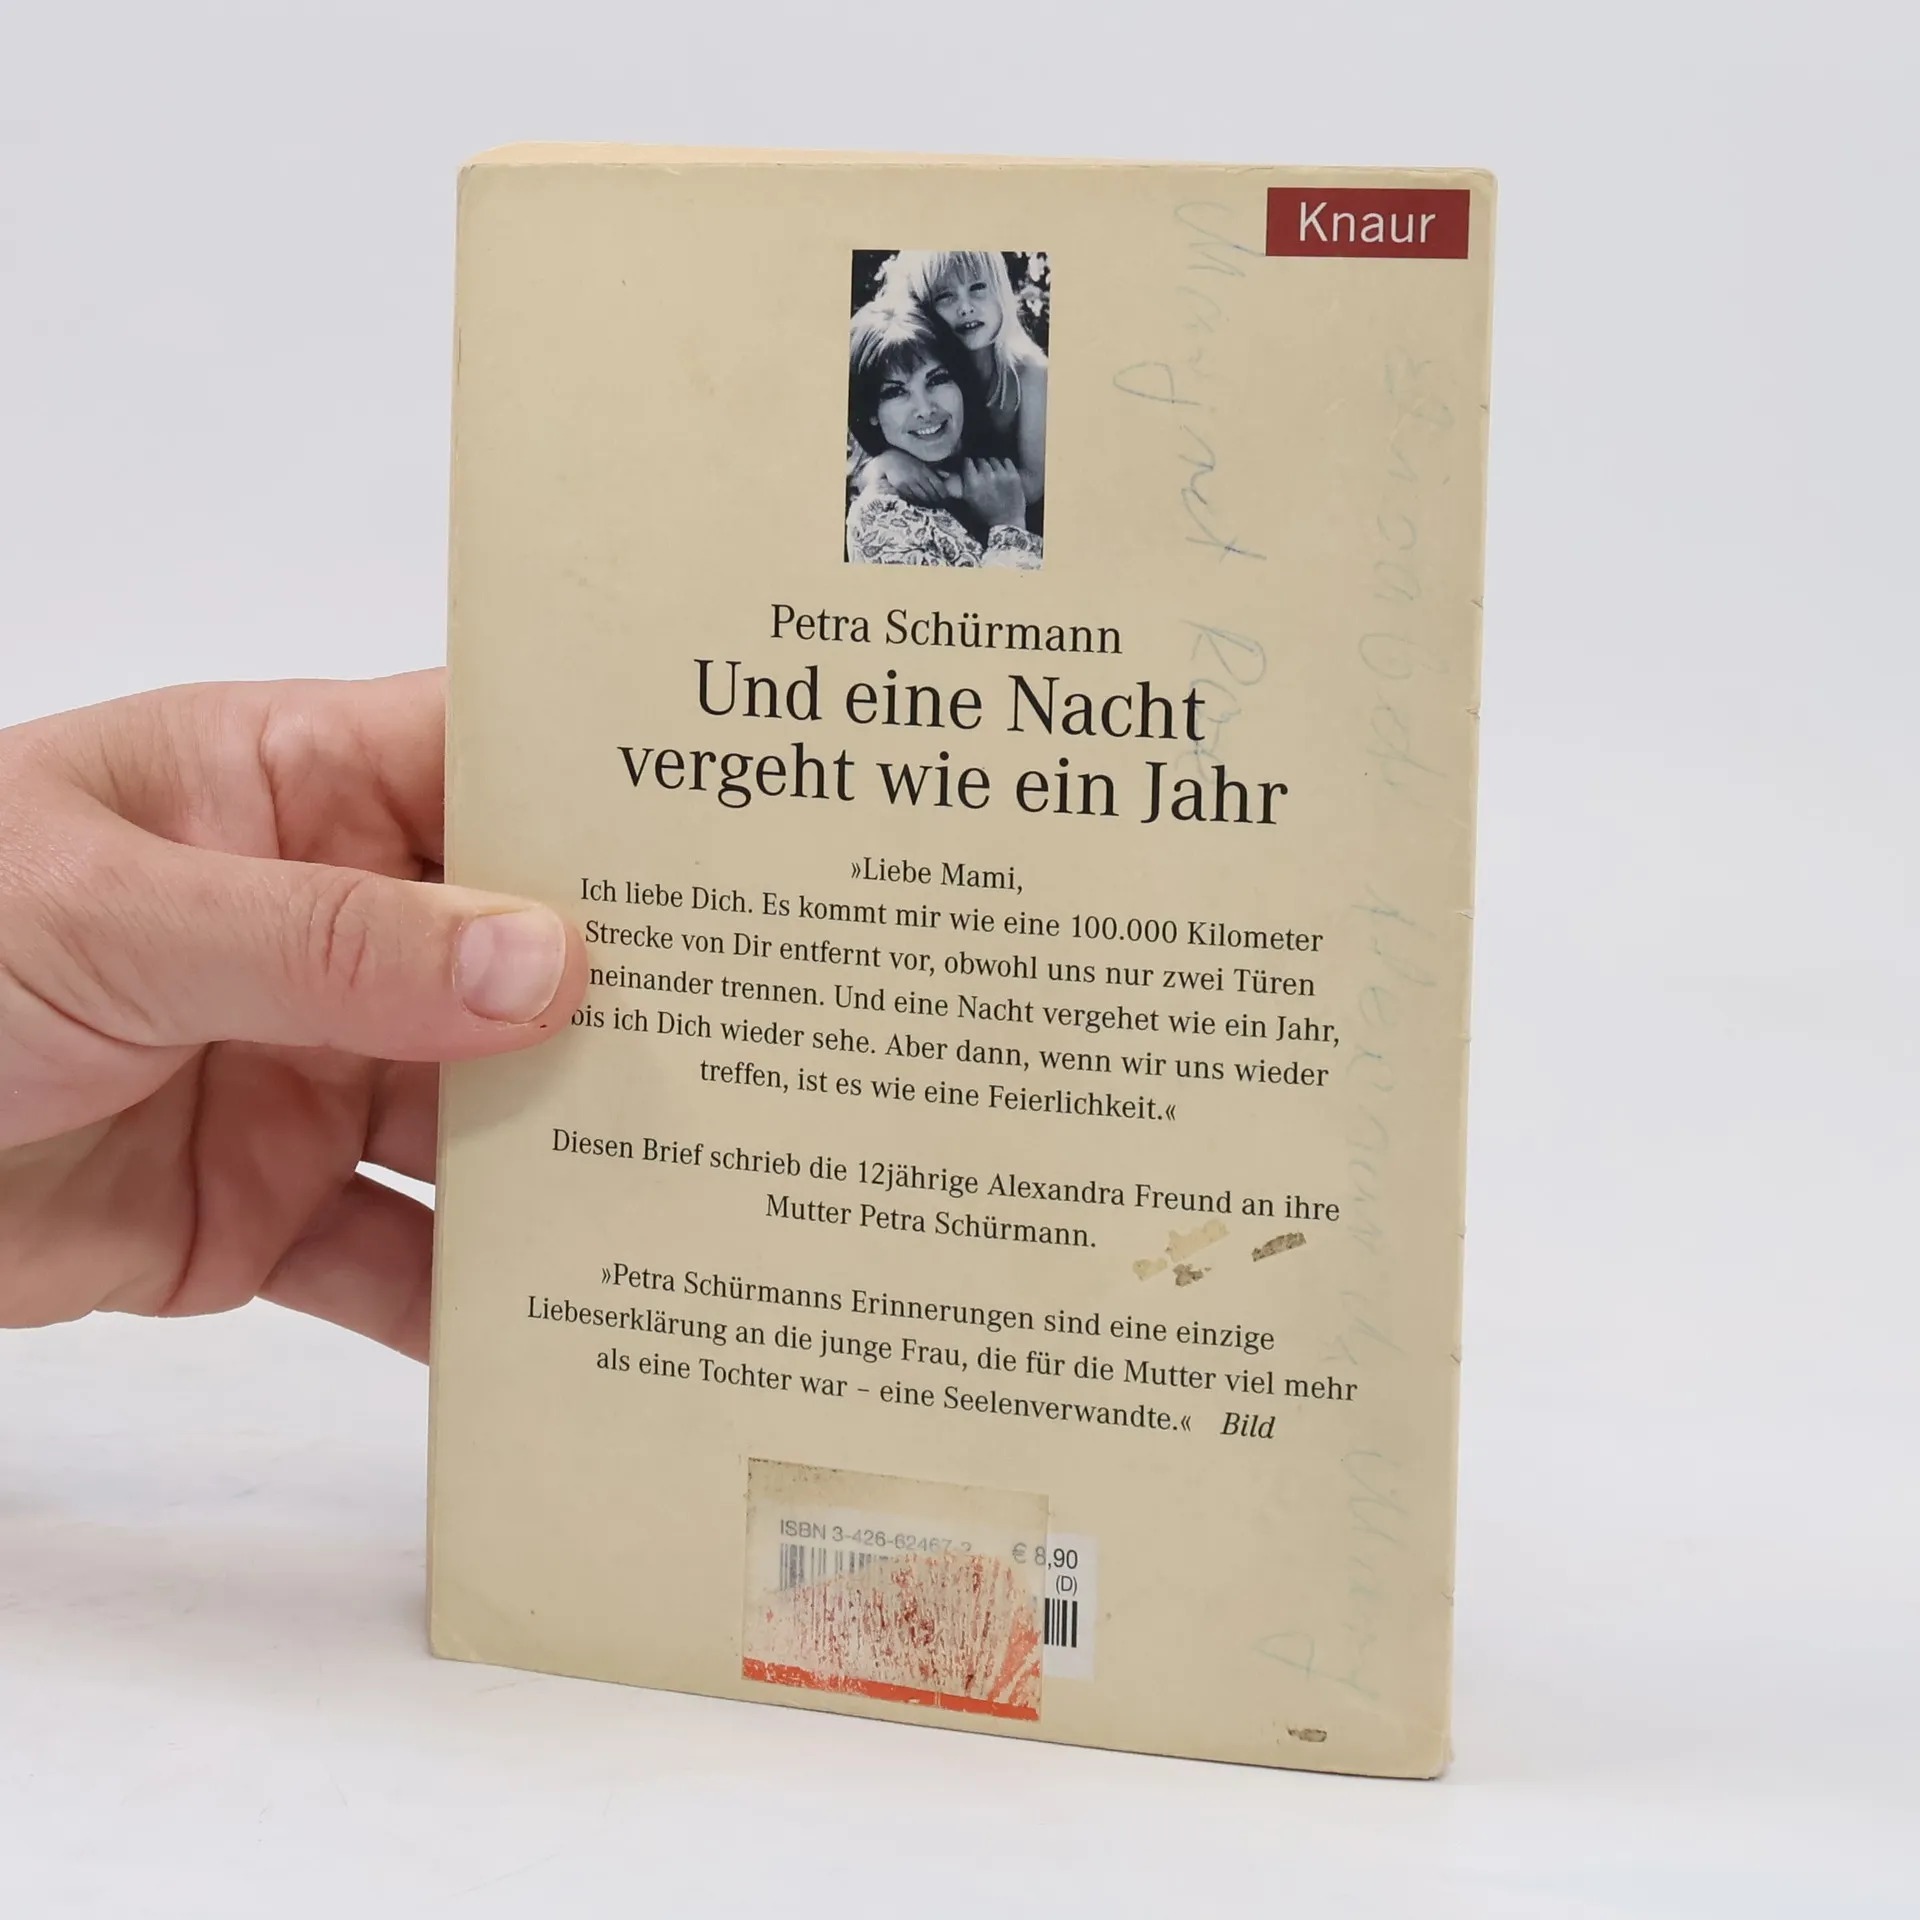 Knaur
Petra Schürmann
Und eine Nacht
vergeht wie ein Jahr
»Liebe Mami,
Ich liebe Dich. Es kommt mir wie eine 100.000 Kilometer
Strecke von Dir entfernt vor, obwohl uns nur zwei Türen
neinander trennen. Und eine Nacht vergehet wie ein Jahr,
bis ich Dich wieder sehe. Aber dann, wenn wir uns wieder
treffen, ist es wie eine Feierlichkeit.«
Diesen Brief schrieb die 12jährige Alexandra Freund an ihre
Mutter Petra Schürmann.
»Petra Schürmanns Erinnerungen sind eine einzige
Liebeserklärung an die junge Frau, die für die Mutter viel mehr
als eine Tochter war – eine Seelenverwandte.« Bild
ISBN 3-426-62467-2 € 8,90
(D)